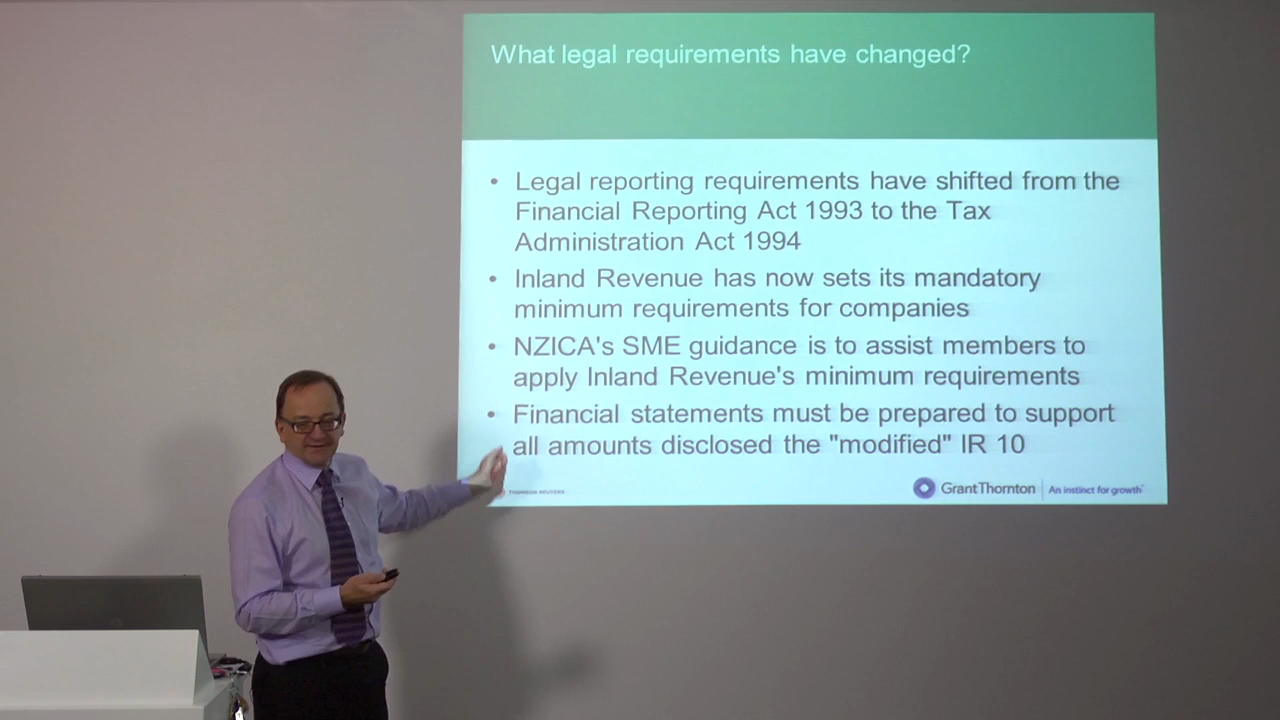 What legal requirements have changed?
• Legal reporting requirements have shifted from the
Financial Reporting Act 1993 to the Tax
Administration Act 1994
• Inland Revenue has now sets its mandatory
minimum requirements for companies
• NZICA's SME guidance is to assist members to
apply Inland Revenue's minimum requirements
• Financial statements must be prepared to support
all amounts disclosed the "modified" IR 10
THOMSON REUTERS
GrantThornton
An instinct for growth™